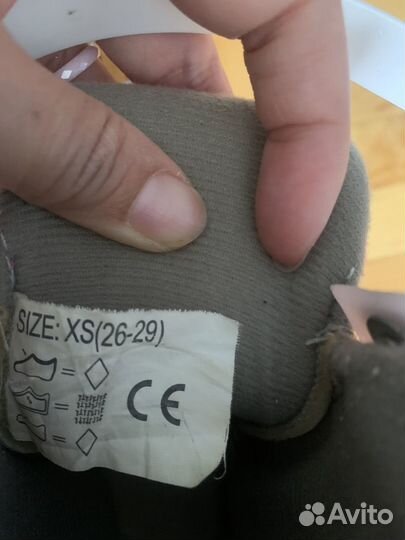 SIZE: XS(26-29)
=
=
CE
=
Avito